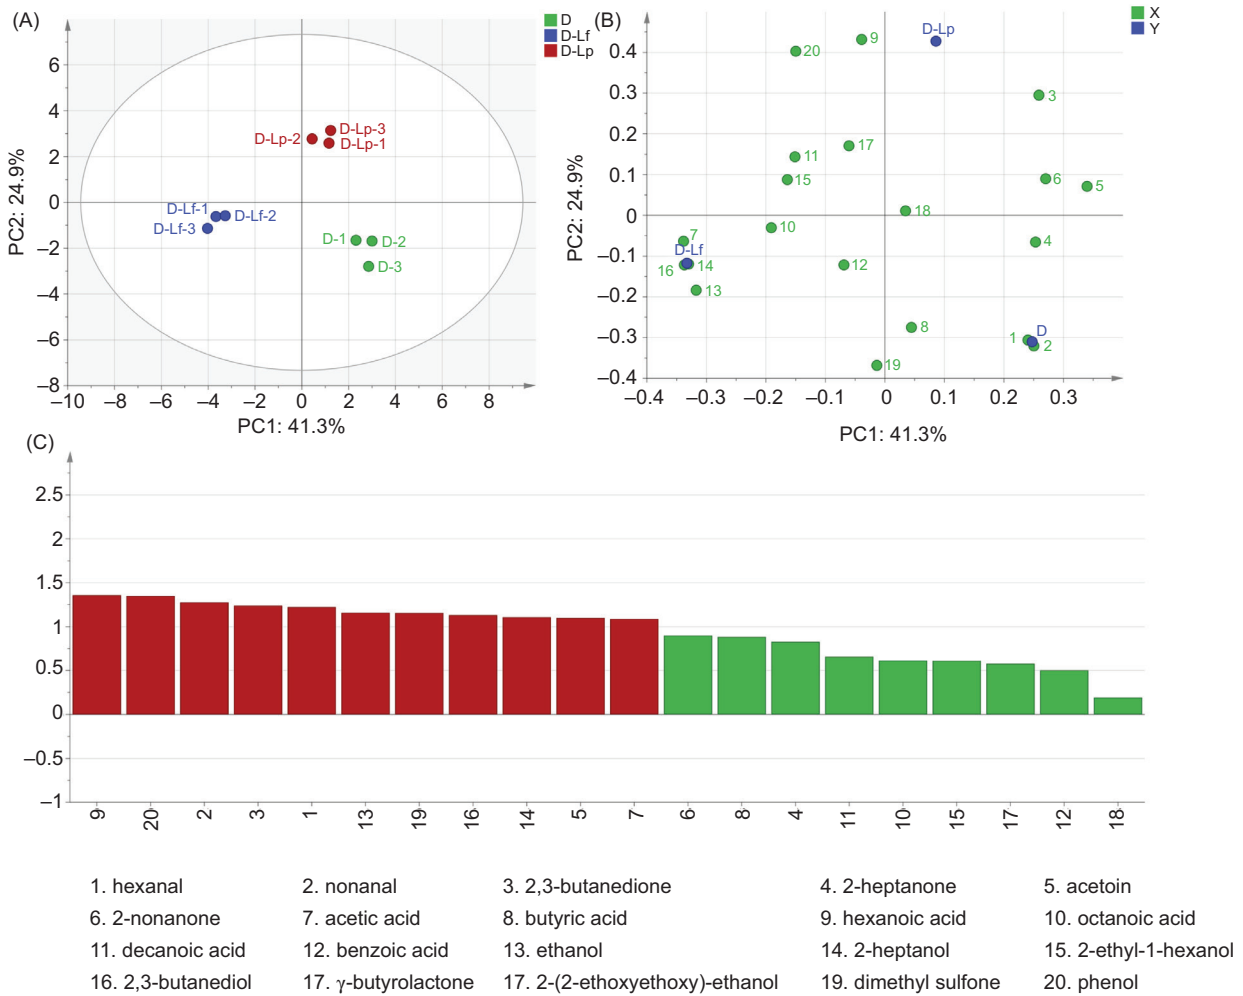 (A)
D
D-Lf
D-Lp
6
4
2
0
–2
–4
–6
–8
PC2: 24.9%
D-Lp-2
D-Lp-3
D-Lp-1
D-Lf-1
D-Lf-2
D-Lf-3
D-1
D-2
D-3
–10 –8 –6 –4 –2 0 2 4 6 8
PC1: 41.3%
(B)
X
Y
0.4
0.3
0.2
0.1
0
–0.1
–0.2
–0.3
–0.4
PC2: 24.9%
9
D-Lp
20
3
17
11
15
6
5
18
10
4
7
D-Lf
16
14
12
13
8
1
D
2
19
–0.4 –0.3 –0.2 –0.1 0 0.1 0.2 0.3
PC1: 41.3%
(C)
2.5
2
1.5
1
0.5
0
–0.5
–1
9 20 2 3 1 13 19 16 14 5 7 6 8 4 11 10 15 17 12 18
1. hexanal 2. nonanal 3. 2,3-butanedione 4. 2-heptanone 5. acetoin
6. 2-nonanone 7. acetic acid 8. butyric acid 9. hexanoic acid 10. octanoic acid
11. decanoic acid 12. benzoic acid 13. ethanol 14. 2-heptanol 15. 2-ethyl-1-hexanol
16. 2,3-butanediol 17. γ-butyrolactone 17. 2-(2-ethoxyethoxy)-ethanol 19. dimethyl sulfone 20. phenol